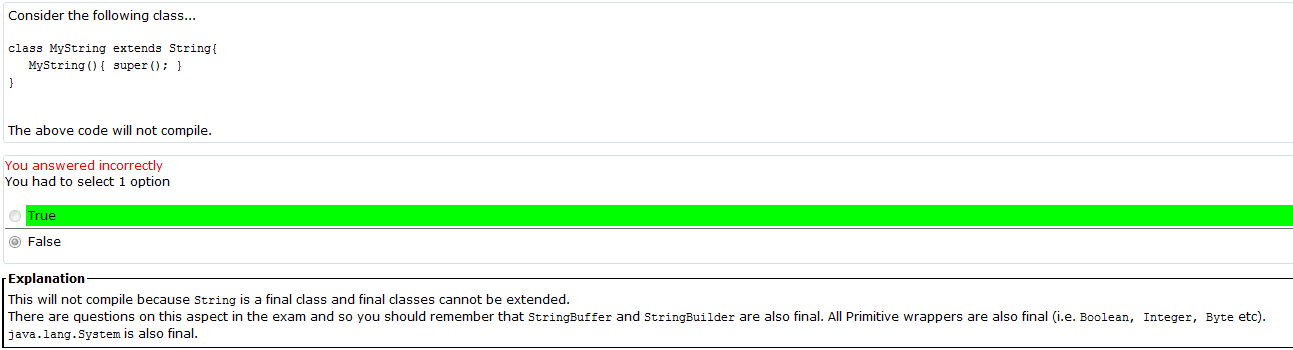 Consider the following class...
class MyString extends String{
   MyString(){ super(); }
}
The above code will not compile.
You answered incorrectly
You had to select 1 option
True
False
Explanation
This will not compile because String is a final class and final classes cannot be extended.
There are questions on this aspect in the exam and so you should remember that StringBuffer and StringBuilder are also final. All Primitive wrappers are also final (i.e. Boolean, Integer, Byte etc).
java.lang.System is also final.